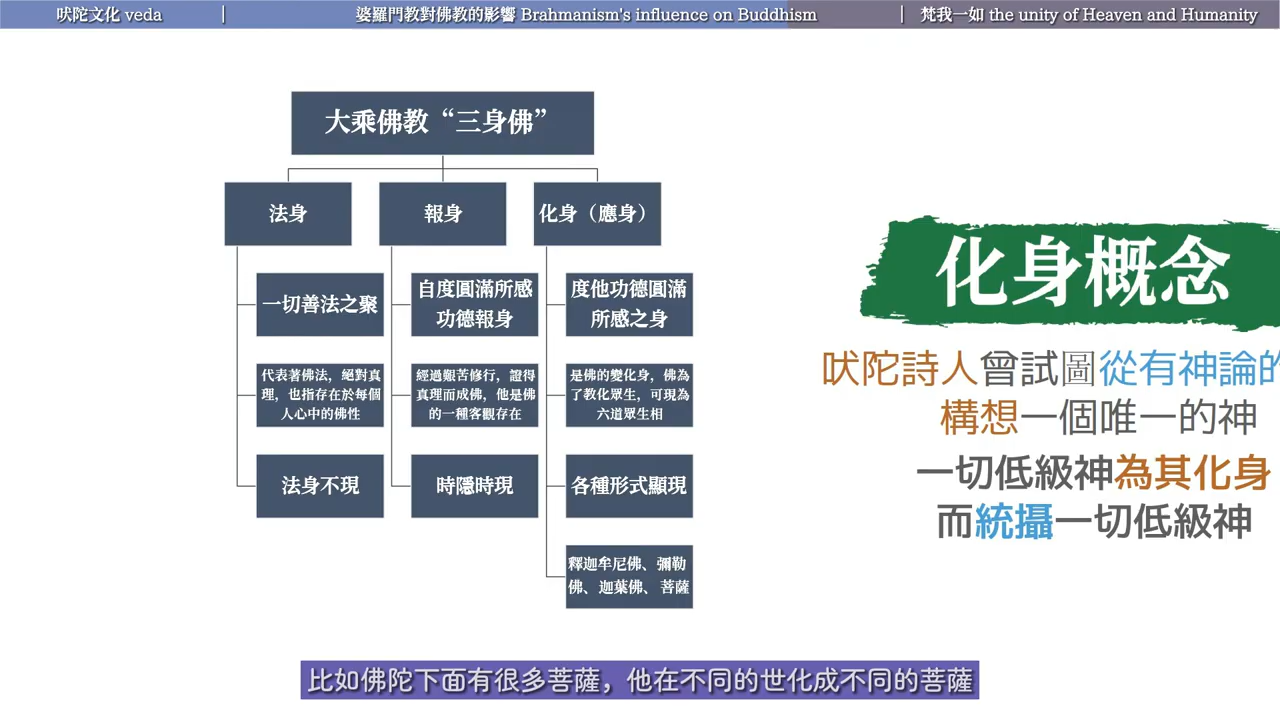 吠陀文化 veda
婆羅門教對佛教的影響 Brahmanism's influence on Buddhism
梵我一如 the unity of Heaven and Humanity
大乘佛教“三身佛”
法身
報身
化身（應身）
一切善法之聚
自度圓滿所感
功德報身
度他功德圓滿
所感之身
代表著佛法，絕對真
理，也指存在於每個
人心中的佛性
經過艱苦修行，證得
真理而成佛，他是佛
的一種客觀存在
是佛的變化身，佛為
了教化眾生，可現為
六道眾生相
法身不現
時隱時現
各種形式顯現
釋迦牟尼佛、彌勒
佛、迦葉佛、菩薩
化身概念
吠陀詩人曾試圖從有神論的
構想一個唯一的神
一切低級神為其化身
而統攝一切低級神
比如佛陀下面有很多菩薩，他在不同的世化成不同的菩薩